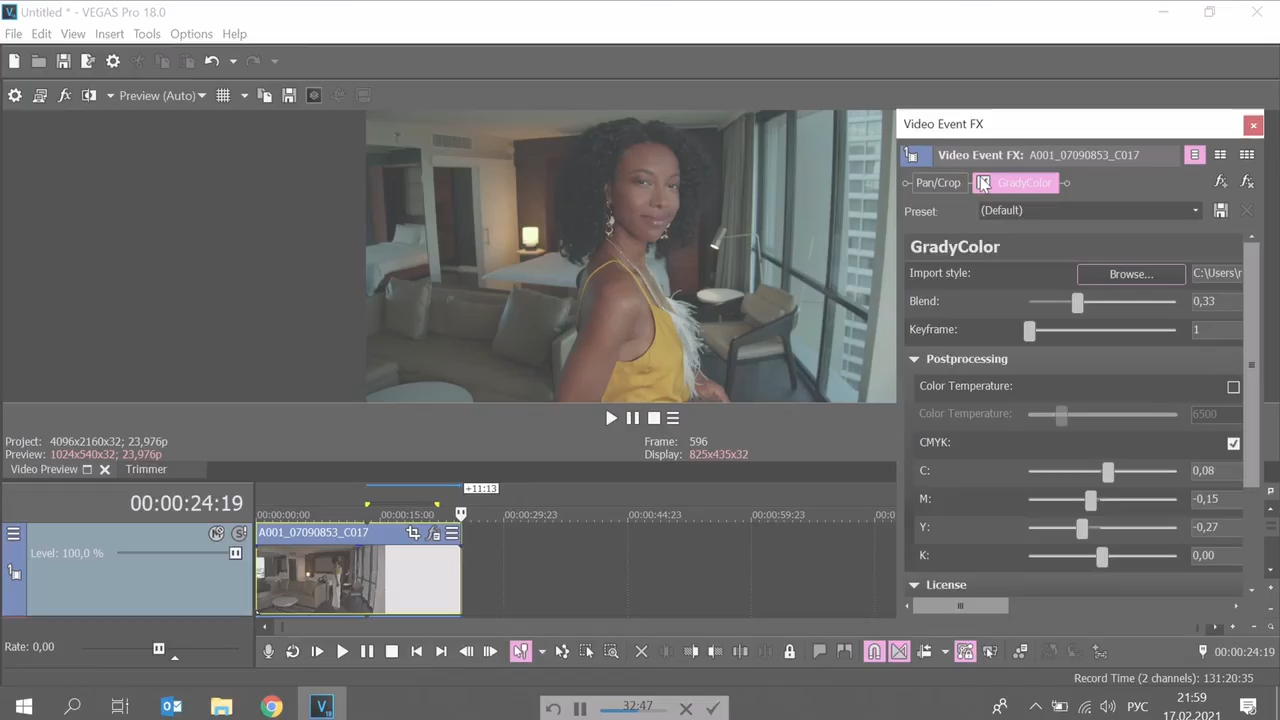 Untitled * - VEGAS Pro 18.0
File Edit View Insert Tools Options Help
Preview (Auto)
Video Event FX
Video Event FX: A001_07090853_C017
Pan/Crop GradyColor
Preset: (Default)
GradyColor
Import style: Browse... C:\Users\r
Blend: 0,33
Keyframe: 1
Postprocessing
Color Temperature:
Color Temperature: 6500
CMYK:
C: 0,08
M: -0,15
Y: -0,27
K: 0,00
License
Project: 4096x2160x32; 23,976p
Preview: 1024x540x32; 23,976p
Frame: 596
Display: 825x435x32
Video Preview Trimmer
00:00:24:19
+11:13
00:00:00:00 00:00:15:00 00:00:29:23 00:00:44:23 00:00:59:23 00:0
A001_07090853_C017
Level: 100,0 %
Rate: 0,00
00:00:24:19
Record Time (2 channels): 131:20:35
32:47
РУС
21:59
17.02.2021